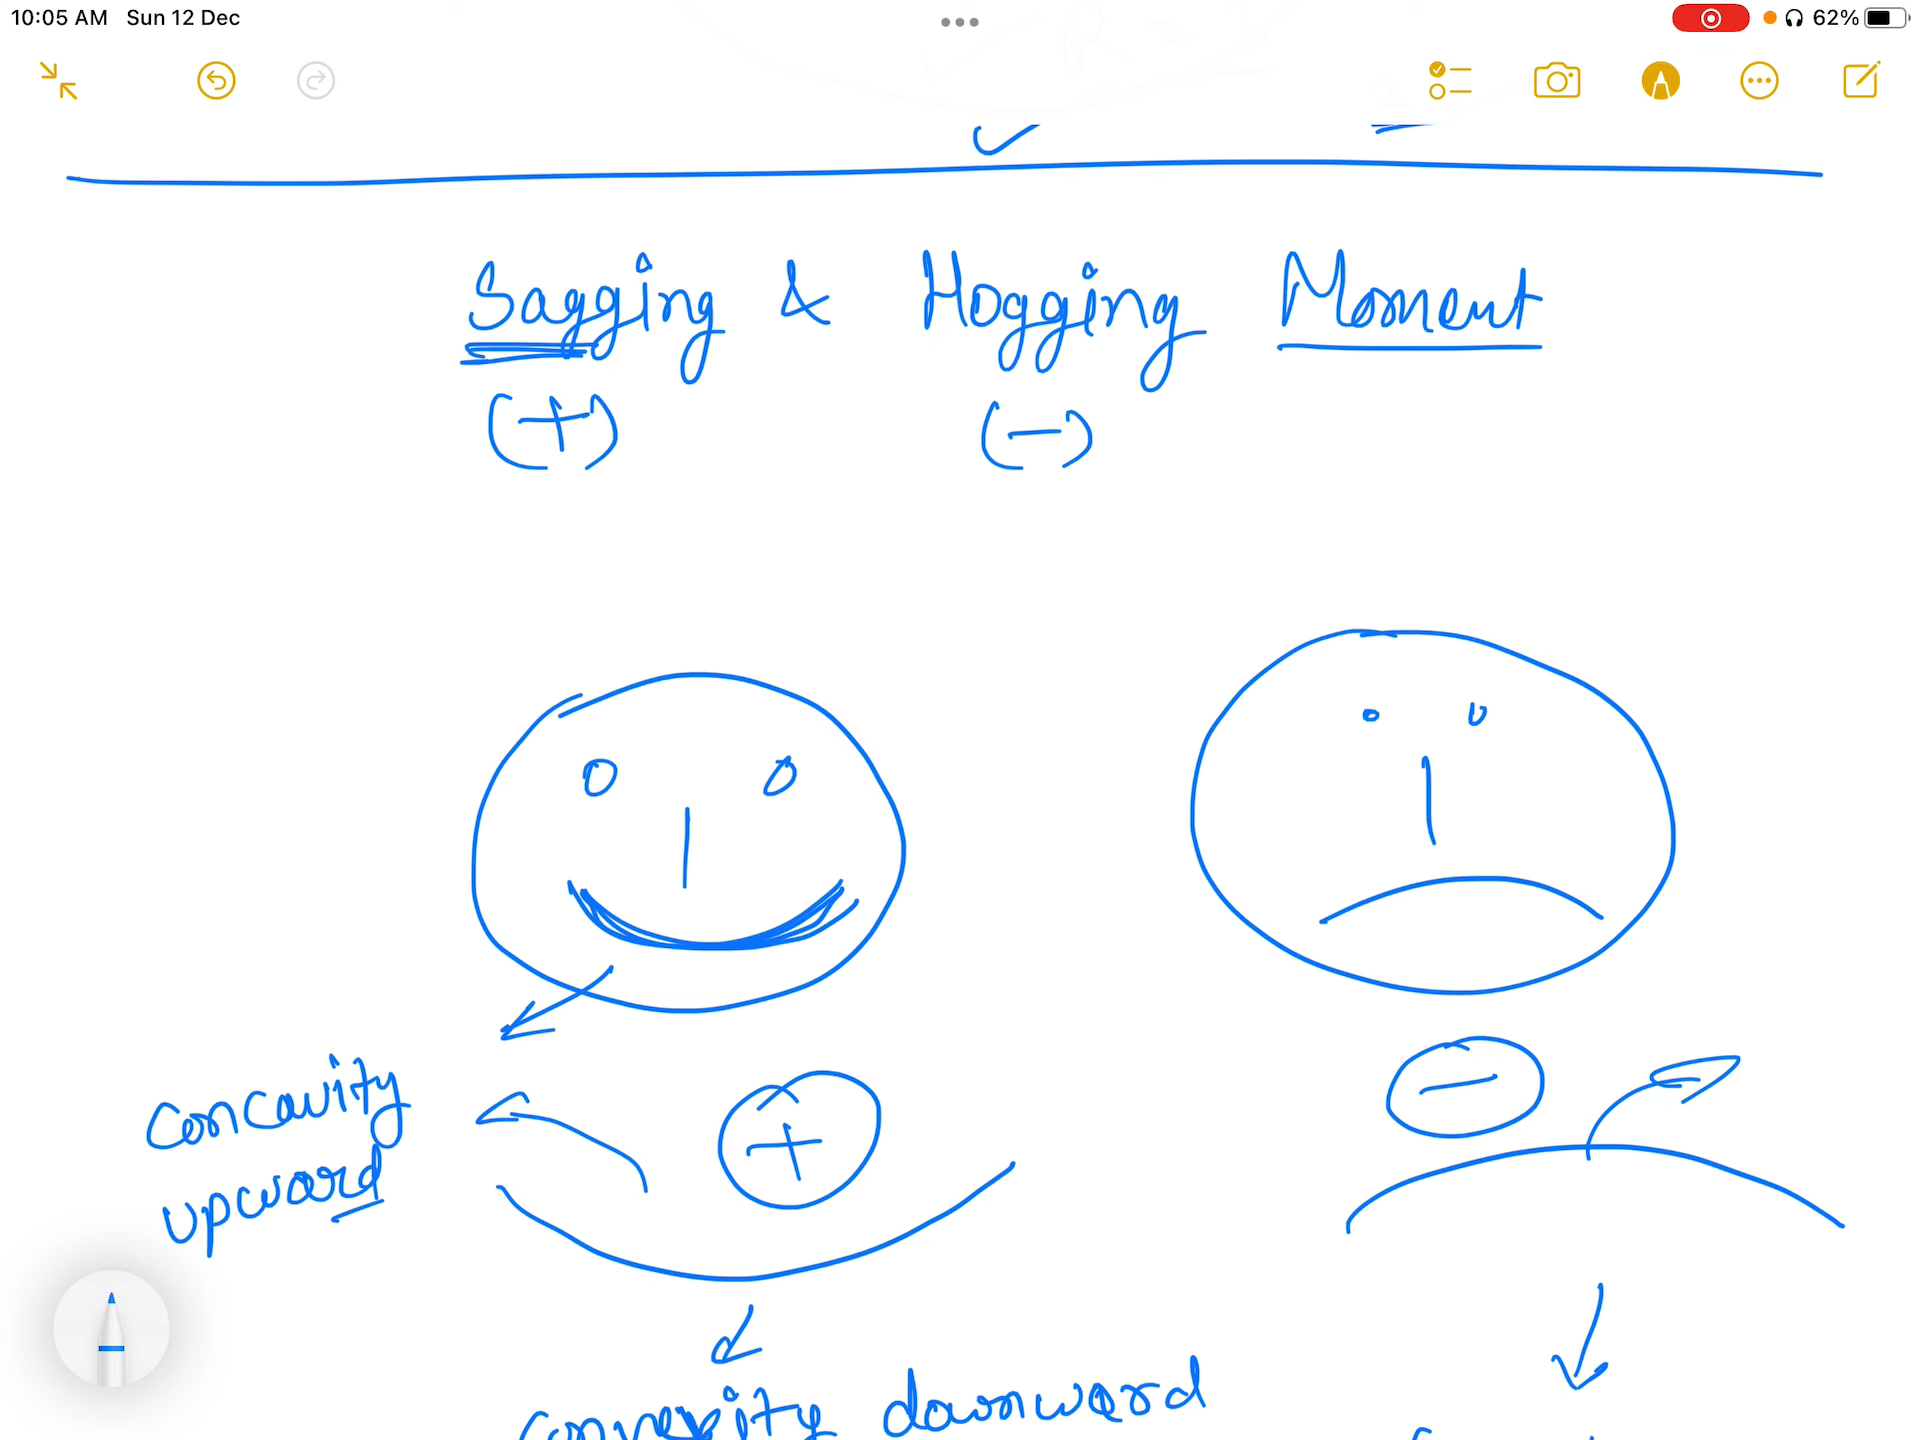 10:05 AM Sun 12 Dec
62%
Sagging & Hogging Moment
(+) (-)
concavity
upward
+
-
convexity downward